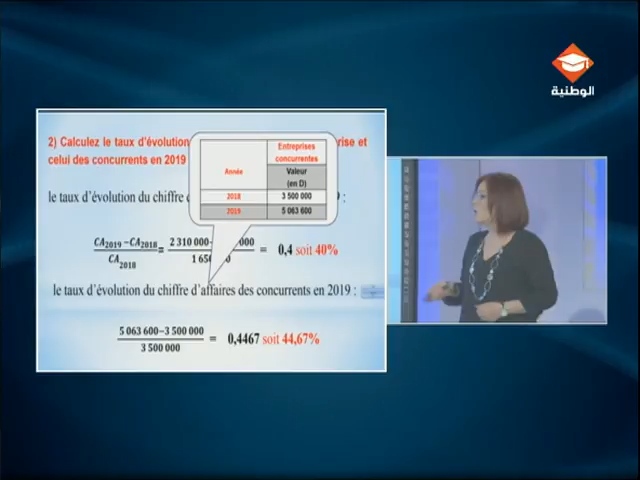 الوطنية
2) Calculez le taux d'évolution rise et
celui des concurrents en 2019
Entreprises
concurrentes
Année
Valeur
(en D)
2018 3 500 000
2019 5 063 600
le taux d'évolution du chiffre d 9 :
CA2019 −CA2018 / CA2018 = 2 310 000- 000 / 1 650 0 = 0,4 soit 40%
le taux d'évolution du chiffre d'affaires des concurrents en 2019 :
5 063 600−3 500 000 / 3 500 000 = 0,4467 soit 44,67%